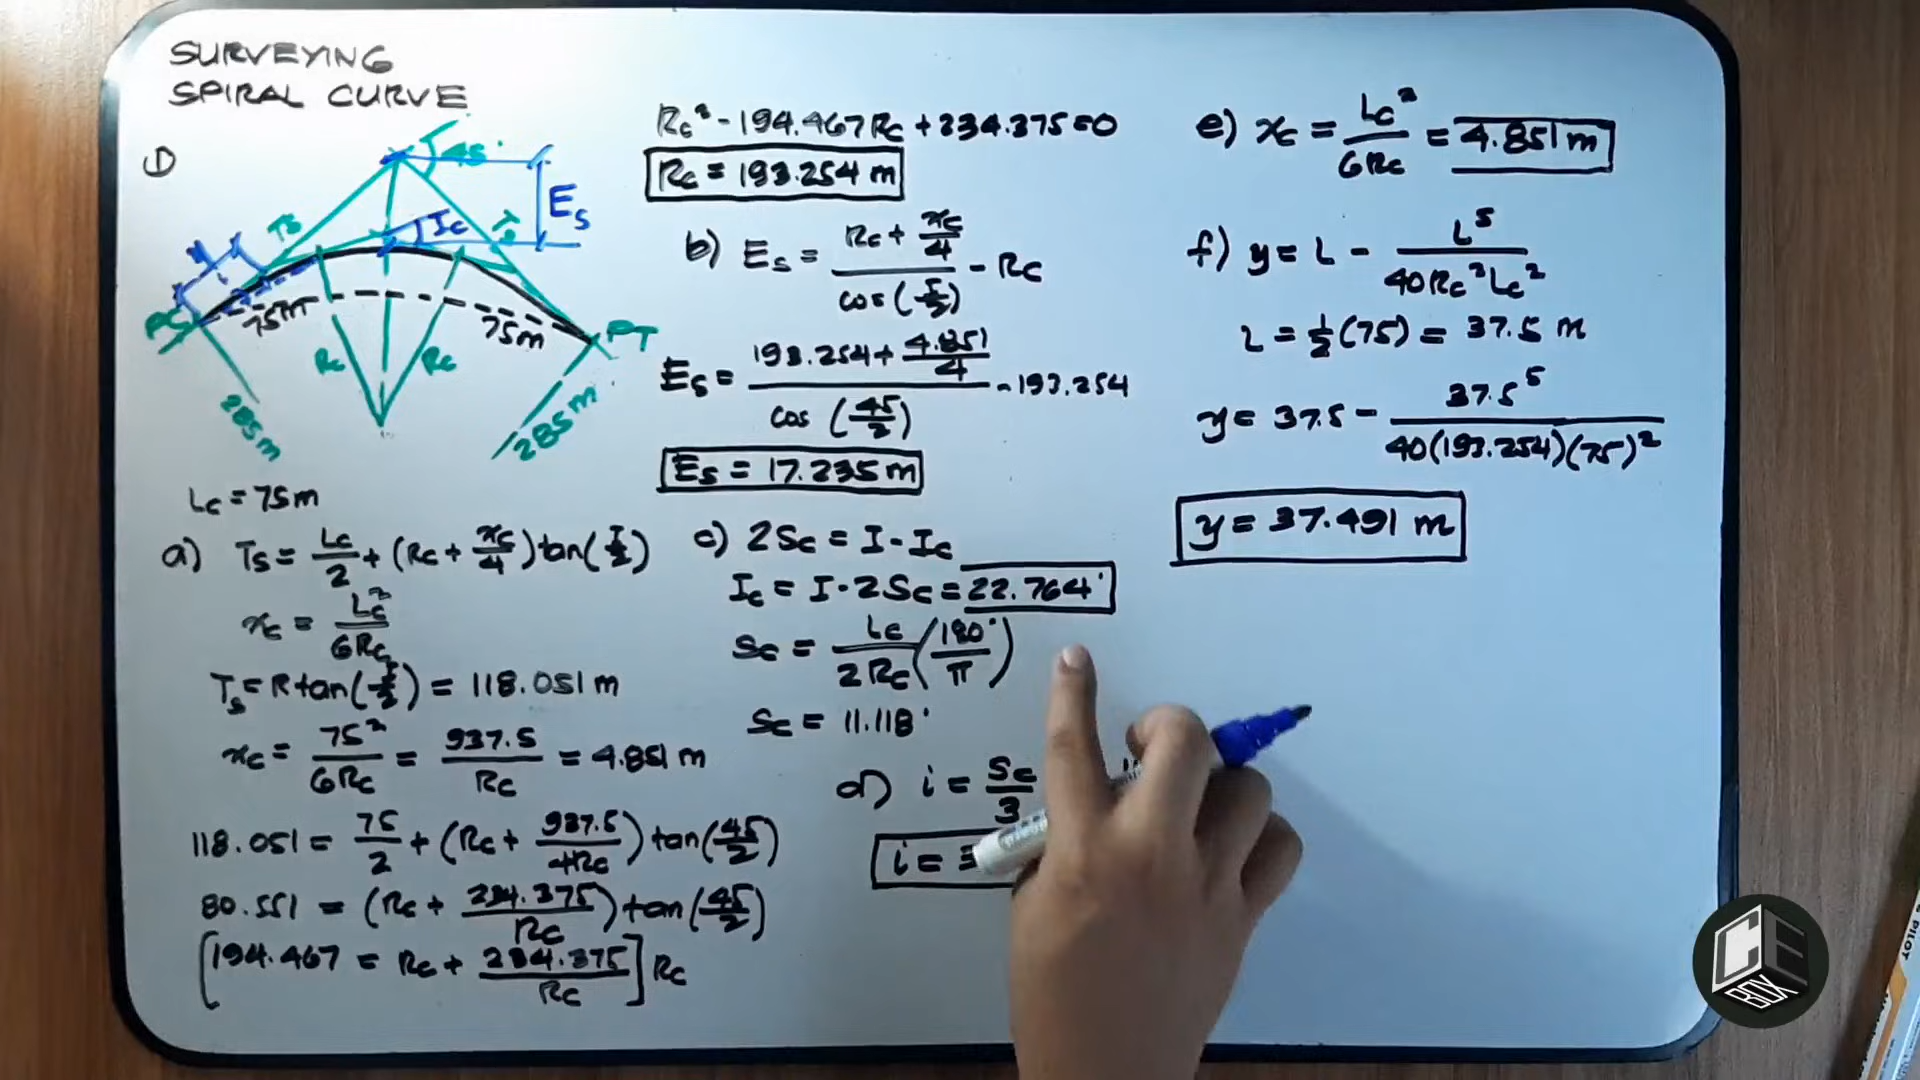 SURVEYING
SPIRAL CURVE
①
45°
Es
Ts
Ic
Ts
PC
75m
75m
PT
Rc
Rc
285m
285m
Lc = 75m
a) Ts = Lc/2 + (Rc + xc/4)tan(I/2)
xc = Lc²/6Rc
Ts = Rtan(I/2) = 118.051 m
xc = 75²/6Rc = 937.5/Rc = 4.851 m
118.051 = 75/2 + (Rc + 937.5/4Rc)tan(45/2)
80.551 = (Rc + 234.375/Rc)tan(45/2)
[194.467 = Rc + 234.375/Rc]Rc
Rc² - 194.467Rc + 234.375 = 0
Rc = 193.254 m
b) Es = (Rc + xc/4)/cos(I/2) - Rc
Es = (193.254 + 4.851/4)/cos(45/2) - 193.254
Es = 17.235 m
c) 2Sc = I - Ic
Ic = I - 2Sc = 22.764°
Sc = Lc/2Rc (180°/π)
Sc = 11.118°
d) i = Sc/3
i = 3
e) xc = Lc²/6Rc = 4.851 m
f) y = L - L⁵/40Rc²Lc²
L = ½(75) = 37.5 m
y = 37.5 - 37.5⁵/40(193.254)(75)²
y = 37.491 m
CE
BOX
PILOT